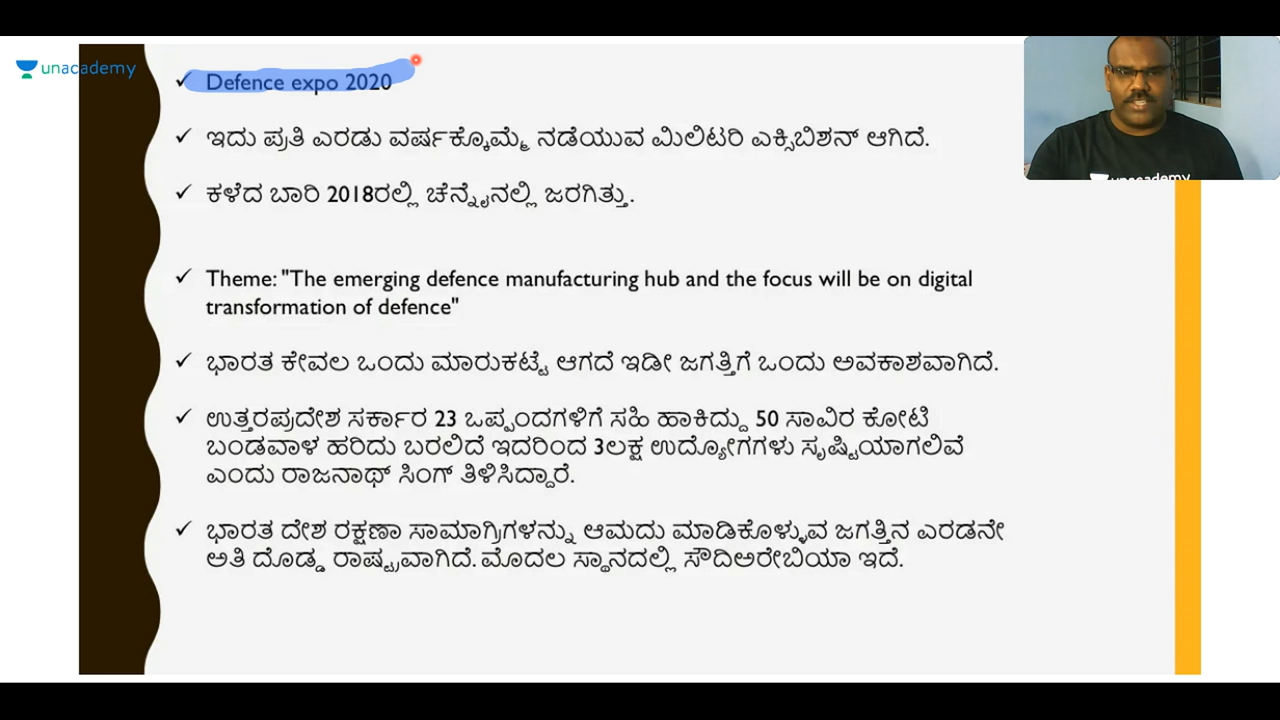 unacademy
Defence expo 2020
ಇದು ಪ್ರತಿ ಎರಡು ವರ್ಷಕ್ಕೊಮ್ಮೆ ನಡೆಯುವ ಮಿಲಿಟರಿ ಎಕ್ಸಿಬಿಶನ್ ಆಗಿದೆ.
ಕಳೆದ ಬಾರಿ 2018ರಲ್ಲಿ ಚೆನ್ನೈನಲ್ಲಿ ಜರಗಿತ್ತು.
Theme: "The emerging defence manufacturing hub and the focus will be on digital
transformation of defence"
ಭಾರತ ಕೇವಲ ಒಂದು ಮಾರುಕಟ್ಟೆ ಆಗದೆ ಇಡೀ ಜಗತ್ತಿಗೆ ಒಂದು ಅವಕಾಶವಾಗಿದೆ.
ಉತ್ತರಪ್ರದೇಶ ಸರ್ಕಾರ 23 ಒಪ್ಪಂದಗಳಿಗೆ ಸಹಿ ಹಾಕಿದ್ದು 50 ಸಾವಿರ ಕೋಟಿ
ಬಂಡವಾಳ ಹರಿದು ಬರಲಿದೆ ಇದರಿಂದ 3ಲಕ್ಷ ಉದ್ಯೋಗಗಳು ಸೃಷ್ಟಿಯಾಗಲಿವೆ
ಎಂದು ರಾಜನಾಥ್ ಸಿಂಗ್ ತಿಳಿಸಿದ್ದಾರೆ.
ಭಾರತ ದೇಶ ರಕ್ಷಣಾ ಸಾಮಾಗ್ರಿಗಳನ್ನು ಆಮದು ಮಾಡಿಕೊಳ್ಳುವ ಜಗತ್ತಿನ ಎರಡನೇ
ಅತಿ ದೊಡ್ಡ ರಾಷ್ಟ್ರವಾಗಿದೆ. ಮೊದಲ ಸ್ಥಾನದಲ್ಲಿ ಸೌದಿಅರೇಬಿಯಾ ಇದೆ.
unacademy